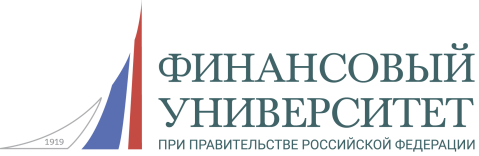 ФИНАНСОВЫЙ
УНИВЕРСИТЕТ
ПРИ ПРАВИТЕЛЬСТВЕ РОССИЙСКОЙ ФЕДЕРАЦИИ
1919